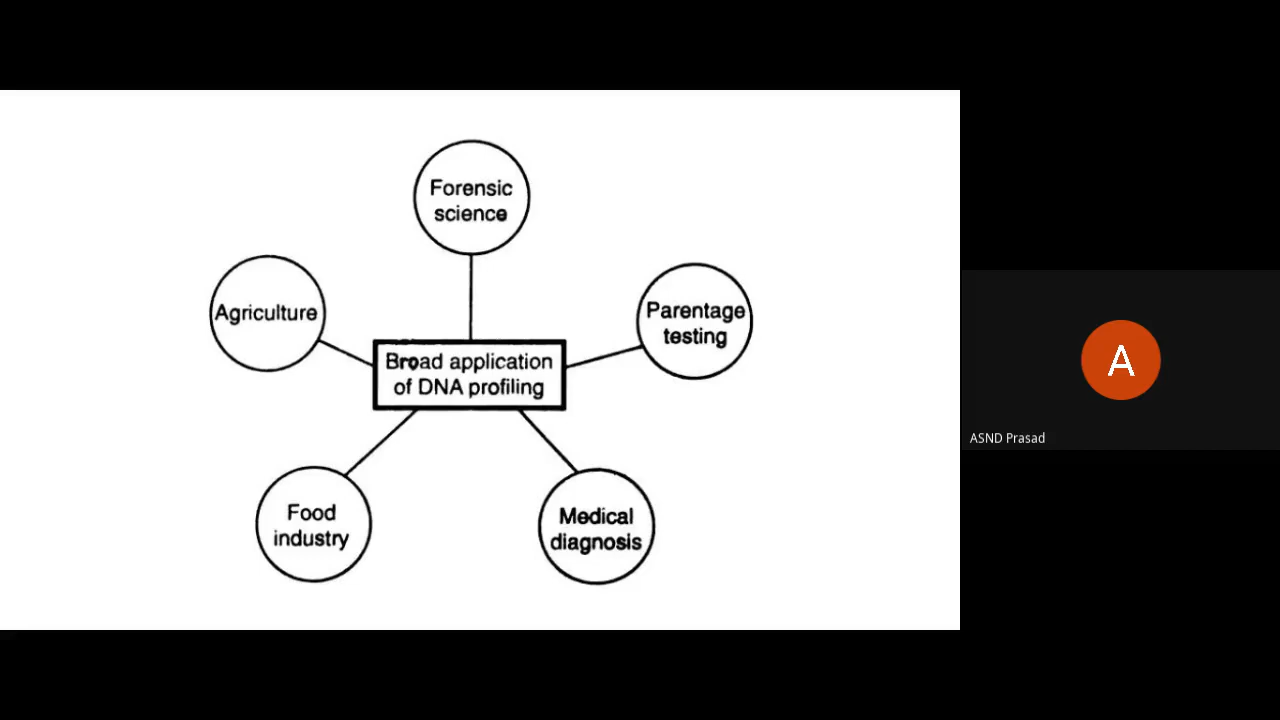 Forensic
science
Agriculture
Parentage
testing
Broad application
of DNA profiling
Food
industry
Medical
diagnosis
A
ASND Prasad